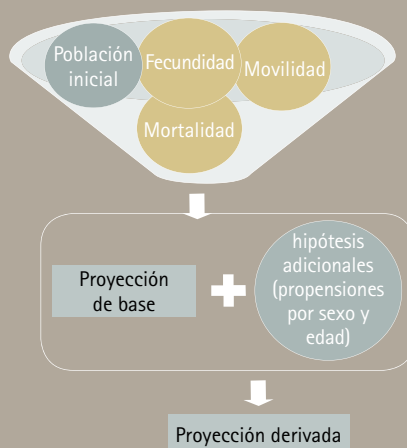 Población
inicial
Fecundidad
Movilidad
Mortalidad
Proyección
de base
hipótesis
adicionales
(propensiones
por sexo y
edad)
Proyección derivada